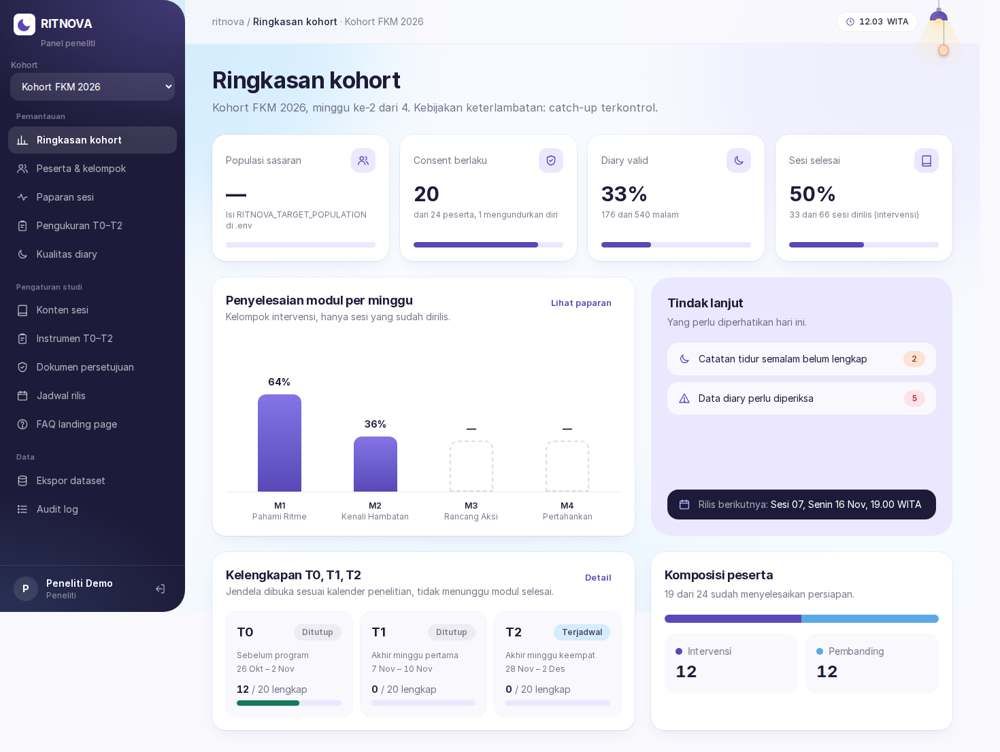 RITNOVA
Panel peneliti
Kohort
Kohort FKM 2026
Pemantauan
Ringkasan kohort
Peserta & kelompok
Paparan sesi
Pengukuran T0–T2
Kualitas diary
Pengaturan studi
Konten sesi
Instrumen T0–T2
Dokumen persetujuan
Jadwal rilis
FAQ landing page
Data
Ekspor dataset
Audit log
P
Peneliti Demo
Peneliti
ritnova / Ringkasan kohort · Kohort FKM 2026
12.03 WITA
Ringkasan kohort
Kohort FKM 2026, minggu ke-2 dari 4. Kebijakan keterlambatan: catch-up terkontrol.
Populasi sasaran
—
Isi RITNOVA_TARGET_POPULATION
di .env
Consent berlaku
20
dari 24 peserta, 1 mengundurkan diri
Diary valid
33%
176 dari 540 malam
Sesi selesai
50%
33 dari 66 sesi dirilis (intervensi)
Penyelesaian modul per minggu
Lihat paparan
Kelompok intervensi, hanya sesi yang sudah dirilis.
64%
36%
—
—
M1
Pahami Ritme
M2
Kenali Hambatan
M3
Rancang Aksi
M4
Pertahankan
Tindak lanjut
Yang perlu diperhatikan hari ini.
Catatan tidur semalam belum lengkap
2
Data diary perlu diperiksa
5
Rilis berikutnya: Sesi 07, Senin 16 Nov, 19.00 WITA
Kelengkapan T0, T1, T2
Detail
Jendela dibuka sesuai kalender penelitian, tidak menunggu modul selesai.
T0
Ditutup
Sebelum program
26 Okt – 2 Nov
12 / 20 lengkap
T1
Ditutup
Akhir minggu pertama
7 Nov – 10 Nov
0 / 20 lengkap
T2
Terjadwal
Akhir minggu keempat
28 Nov – 2 Des
0 / 20 lengkap
Komposisi peserta
19 dari 24 sudah menyelesaikan persiapan.
Intervensi
12
Pembanding
12